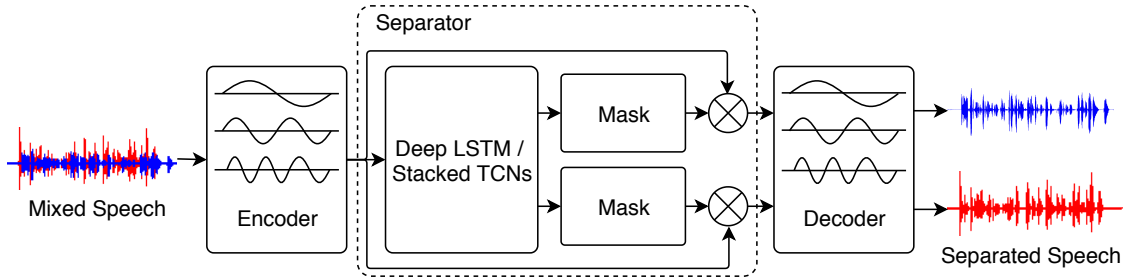 Separator
Mixed Speech
Encoder
Deep LSTM /
Stacked TCNs
Mask
Mask
Decoder
Separated Speech